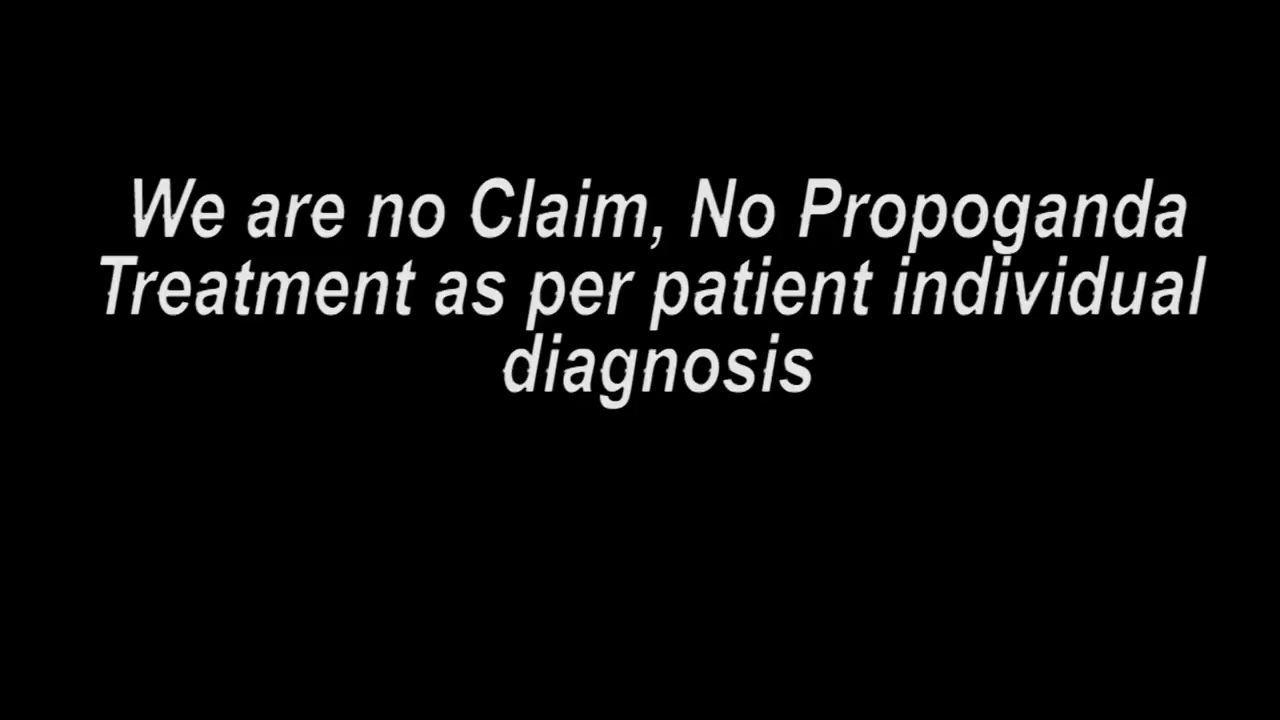 We are no Claim, No Propoganda
Treatment as per patient individual
diagnosis